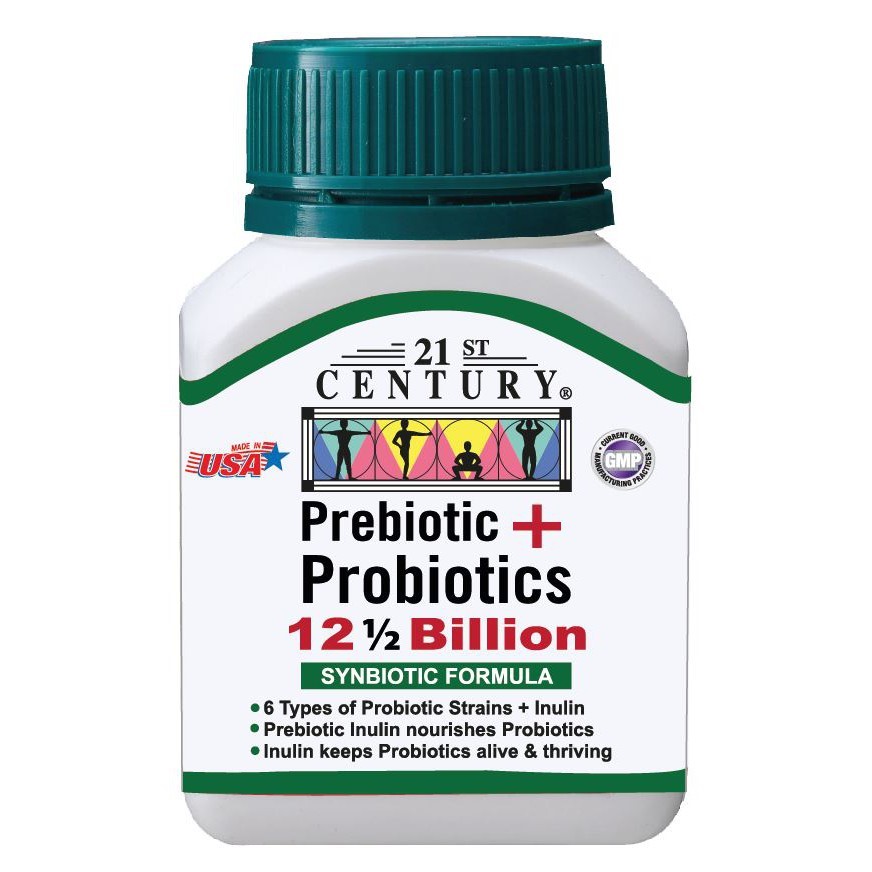 21 ST
CENTURY®
MADE IN
USA
CURRENT GOOD
GMP
MANUFACTURING PRACTICES
Prebiotic +
Probiotics
12 ½ Billion
SYNBIOTIC FORMULA
• 6 Types of Probiotic Strains + Inulin
• Prebiotic Inulin nourishes Probiotics
• Inulin keeps Probiotics alive & thriving